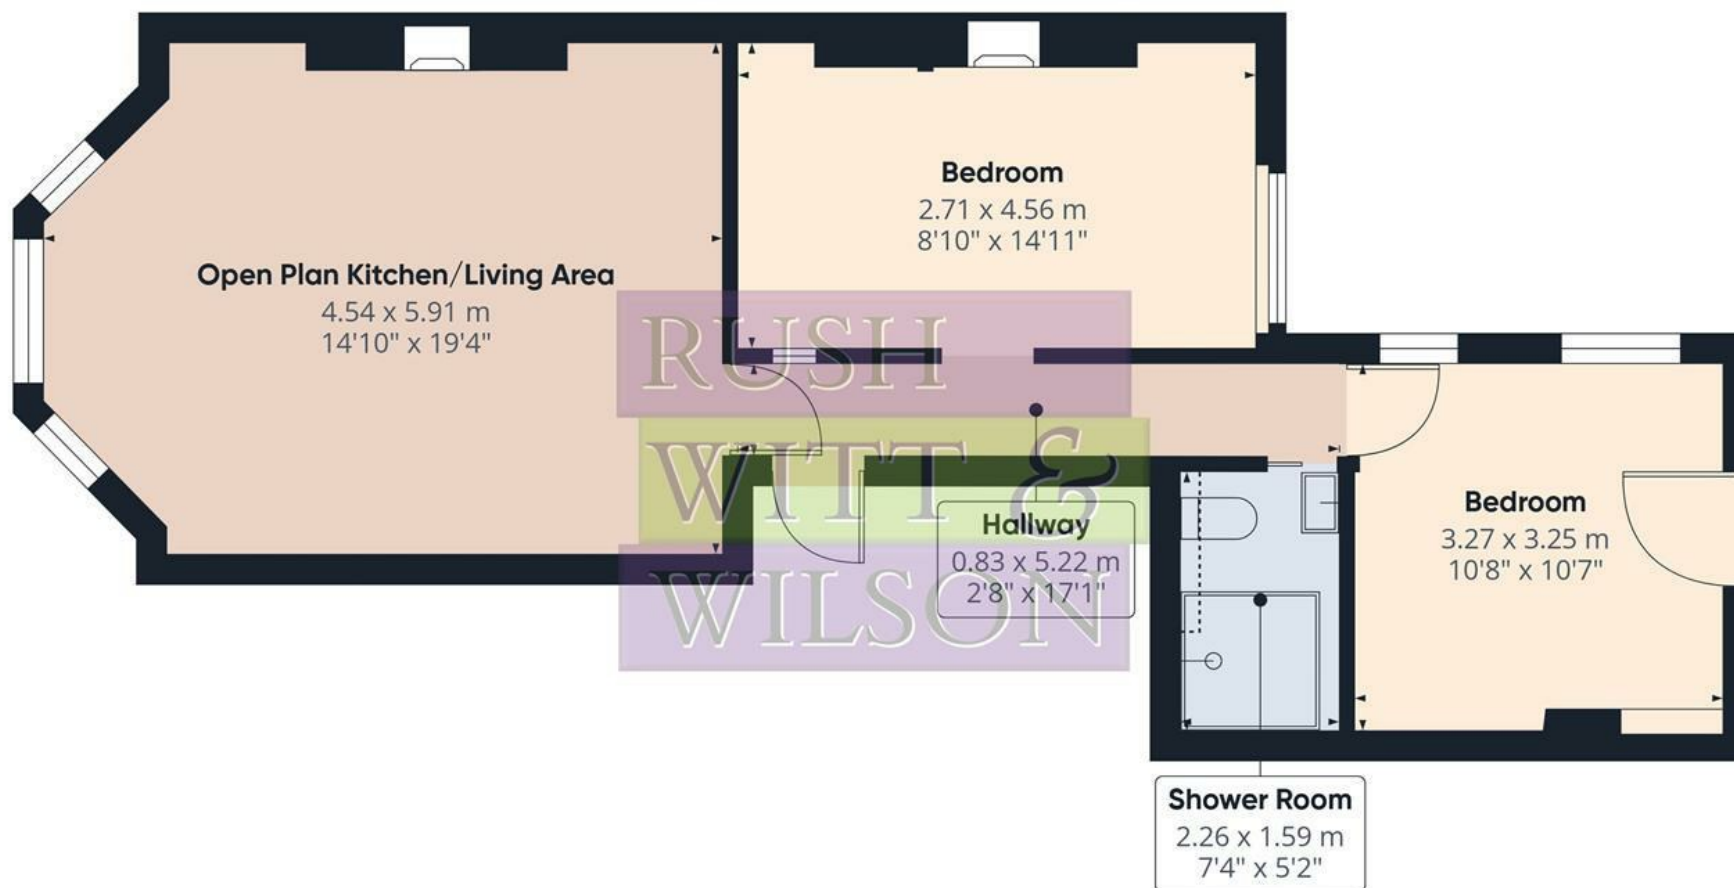 Bedroom
2.71 x 4.56 m
8'10" x 14'11"
Open Plan Kitchen/Living Area
4.54 x 5.91 m
14'10" x 19'4"
RUSH
WITT &
WILSON
Hallway
0.83 x 5.22 m
2'8" x 17'1"
Bedroom
3.27 x 3.25 m
10'8" x 10'7"
Shower Room
2.26 x 1.59 m
7'4" x 5'2"